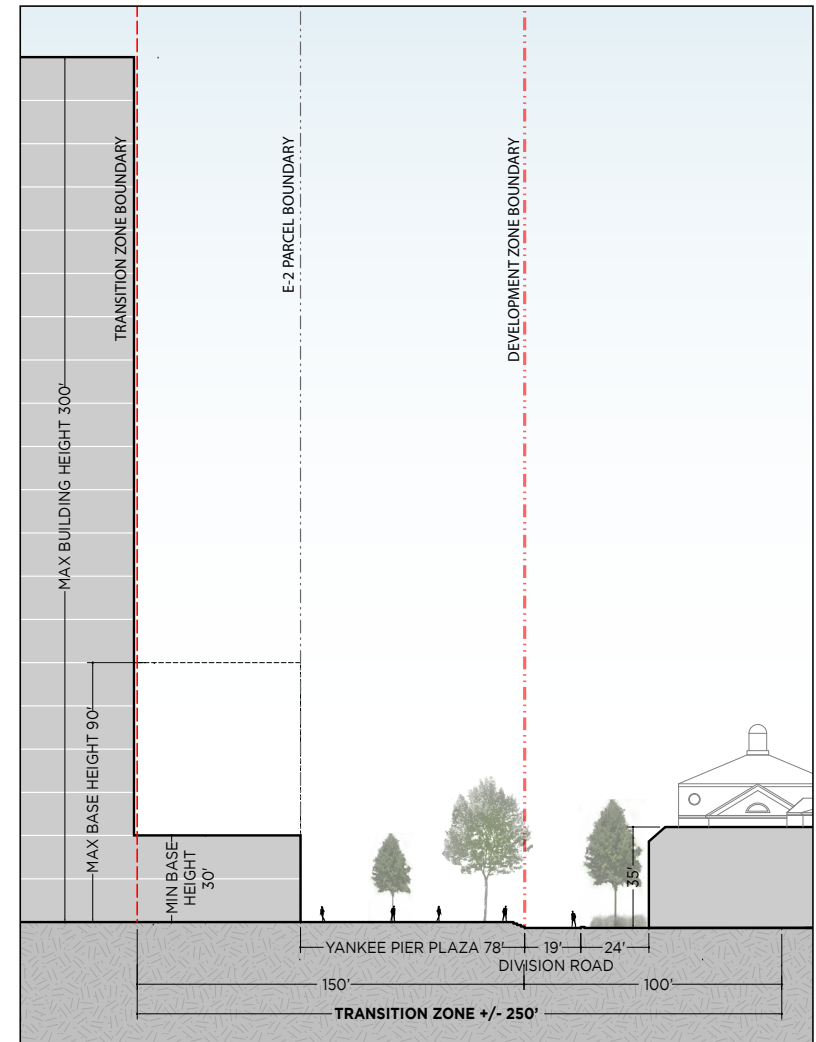 TRANSITION ZONE BOUNDARY
E-2 PARCEL BOUNDARY
DEVELOPMENT ZONE BOUNDARY
MAX BUILDING HEIGHT 300'
MAX BASE HEIGHT 90'
MIN BASE
HEIGHT
30'
35'
YANKEE PIER PLAZA 78'
19'
24'
DIVISION ROAD
150'
100'
TRANSITION ZONE +/- 250'